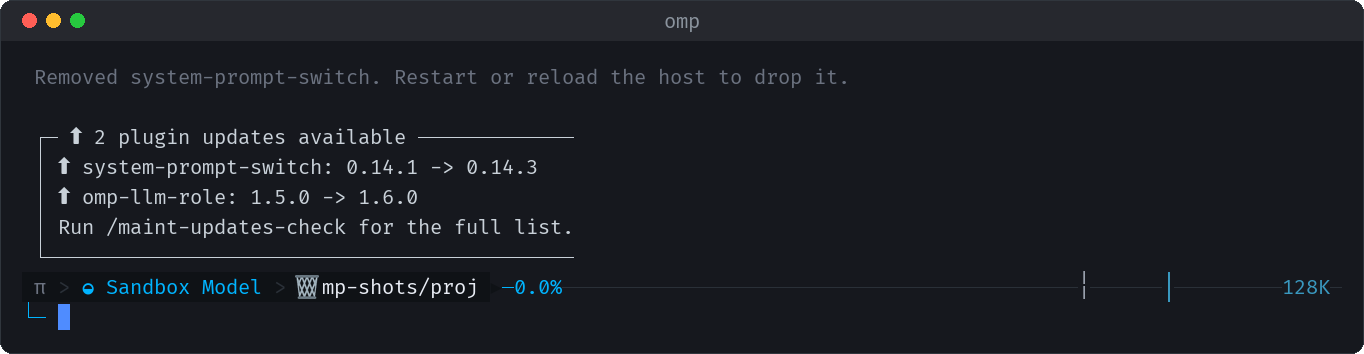 omp
Removed system-prompt-switch. Restart or reload the host to drop it.
⬆ 2 plugin updates available
⬆ system-prompt-switch: 0.14.1 -> 0.14.3
⬆ omp-llm-role: 1.5.0 -> 1.6.0
Run /maint-updates-check for the full list.
π > ◒ Sandbox Model > 🗑mp-shots/proj 0.0% 128K